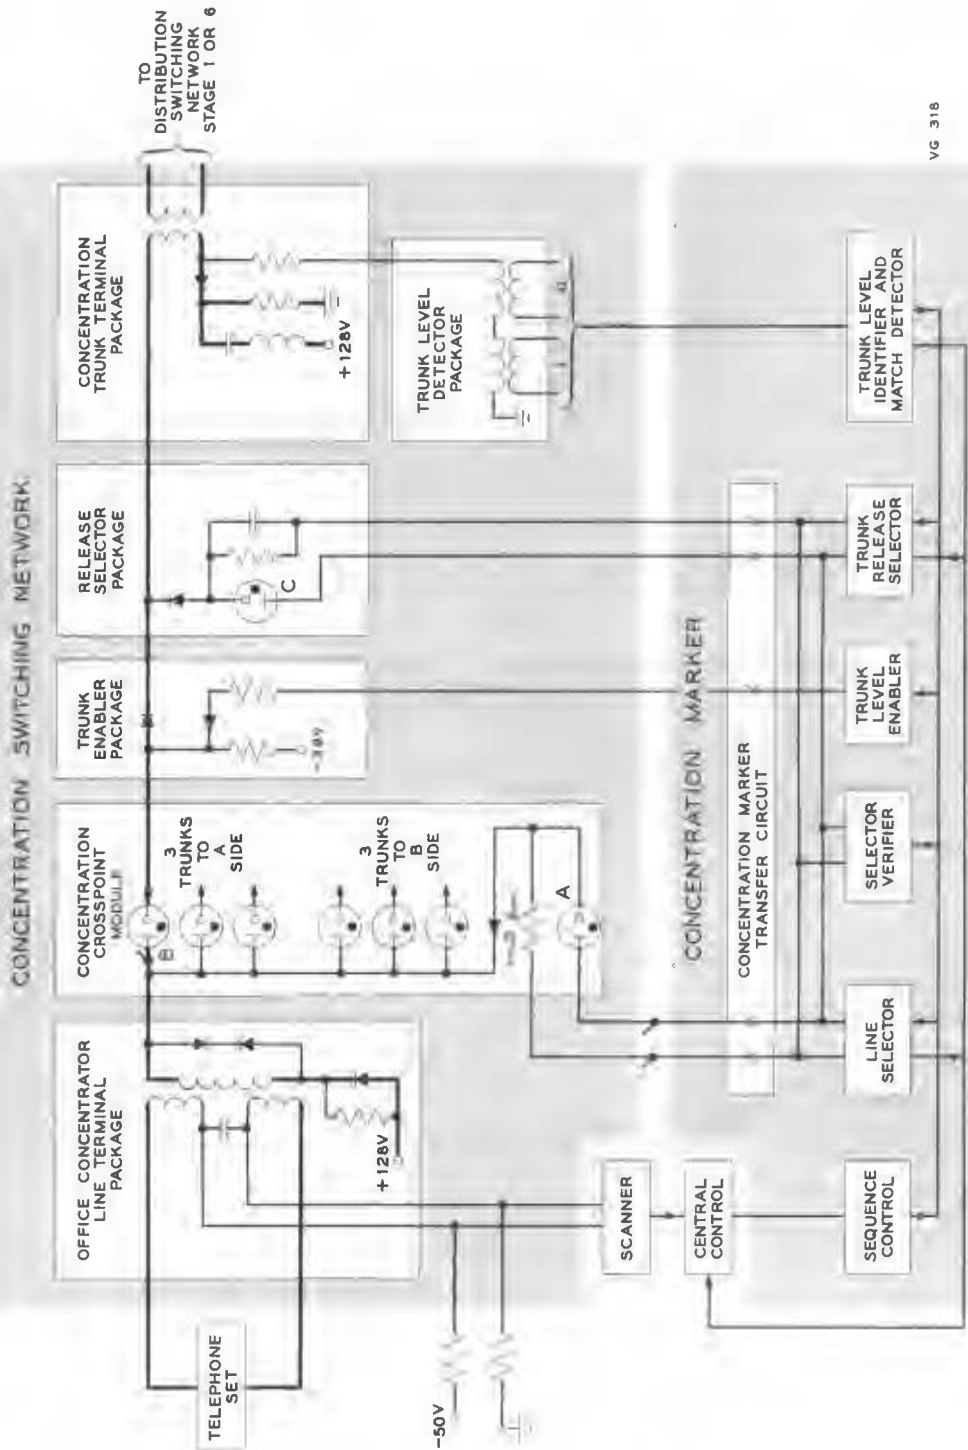 CONCENTRATION SWITCHING NETWORK
OFFICE CONCENTRATOR
LINE TERMINAL
PACKAGE
CONCENTRATION
CROSSPOINT
MODULE
TRUNK
ENABLER
PACKAGE
RELEASE
SELECTOR
PACKAGE
CONCENTRATION
TRUNK TERMINAL
PACKAGE
TO
DISTRIBUTION
SWITCHING
NETWORK
STAGE 1 OR 6
TELEPHONE
SET
B
3
TRUNKS
TO
A
SIDE
3
TRUNKS
TO
B
SIDE
A
C
+128V
+128V
TRUNK LEVEL
DETECTOR
PACKAGE
-50V
CONCENTRATION MARKER
CONCENTRATION MARKER
TRANSFER CIRCUIT
SCANNER
CENTRAL
CONTROL
SEQUENCE
CONTROL
LINE
SELECTOR
SELECTOR
VERIFIER
TRUNK
LEVEL
ENABLER
TRUNK
RELEASE
SELECTOR
TRUNK LEVEL
IDENTIFIER AND
MATCH DETECTOR
VG 318